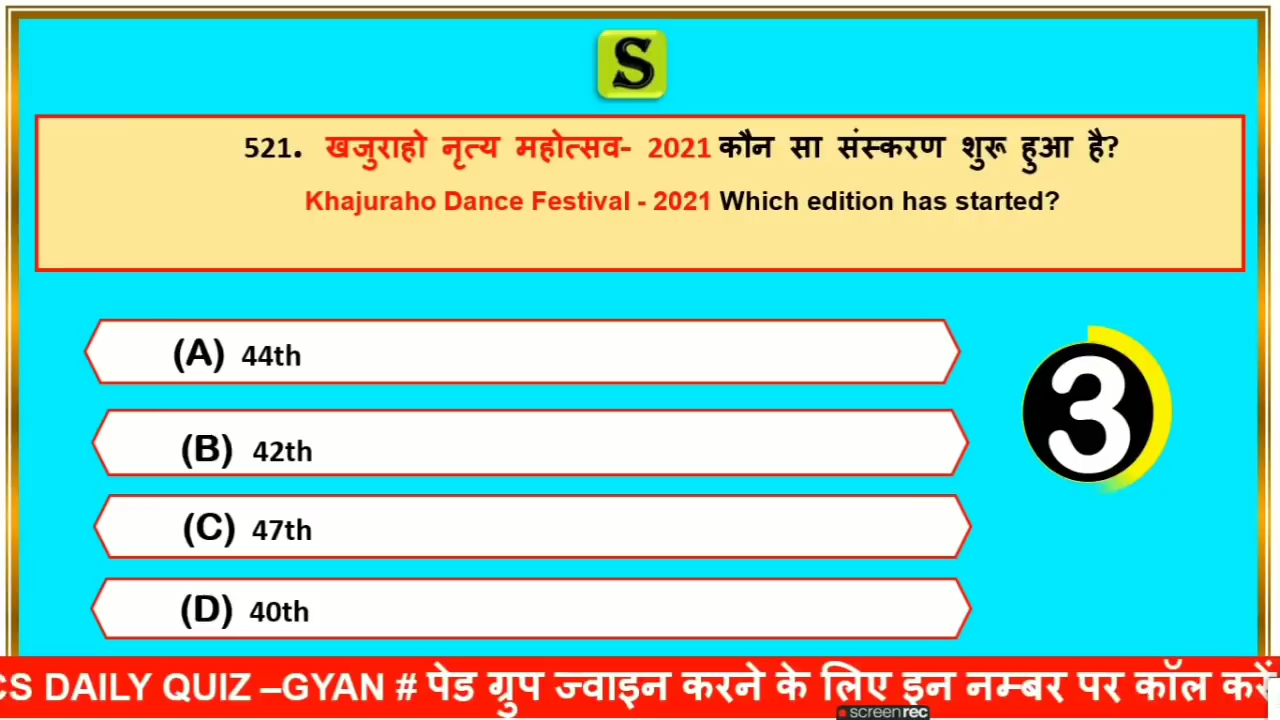 S
521. खजुराहो नृत्य महोत्सव- 2021 कौन सा संस्करण शुरू हुआ है?
Khajuraho Dance Festival - 2021 Which edition has started?
(A) 44th
3
(B) 42th
(C) 47th
(D) 40th
CS DAILY QUIZ –GYAN # पेड ग्रुप ज्वाइन करने के लिए इन नम्बर पर कॉल करें
screenrec